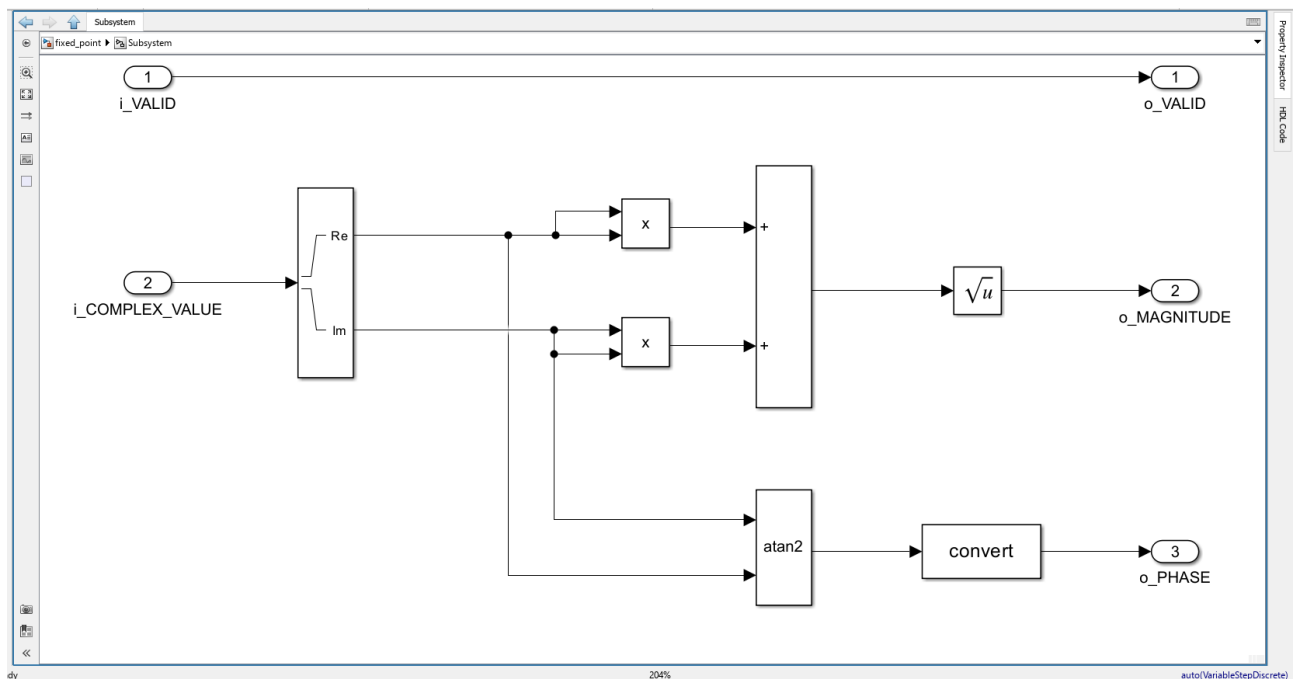 Subsystem
fixed_point ▶ Subsystem
1
i_VALID
1
o_VALID
Re
x
+
2
i_COMPLEX_VALUE
√u
2
o_MAGNITUDE
Im
x
+
atan2
convert
3
o_PHASE
Property Inspector
HDL Code
dy
204%
auto(VariableStepDiscrete)